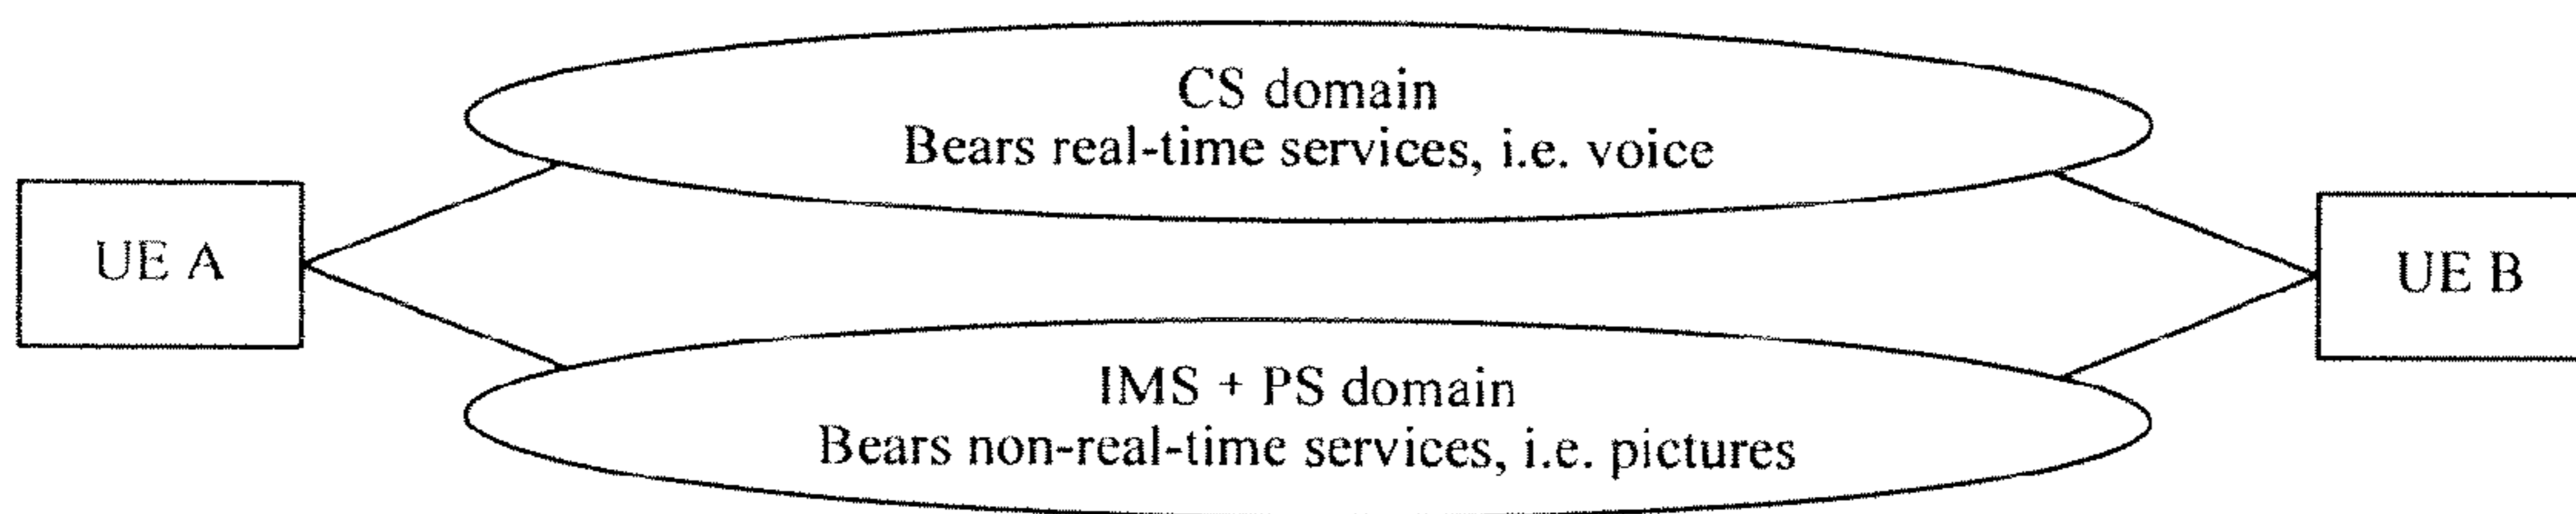 CS domain
Bears real-time services, i.e. voice
UE A
UE B
IMS + PS domain
Bears non-real-time services, i.e. pictures